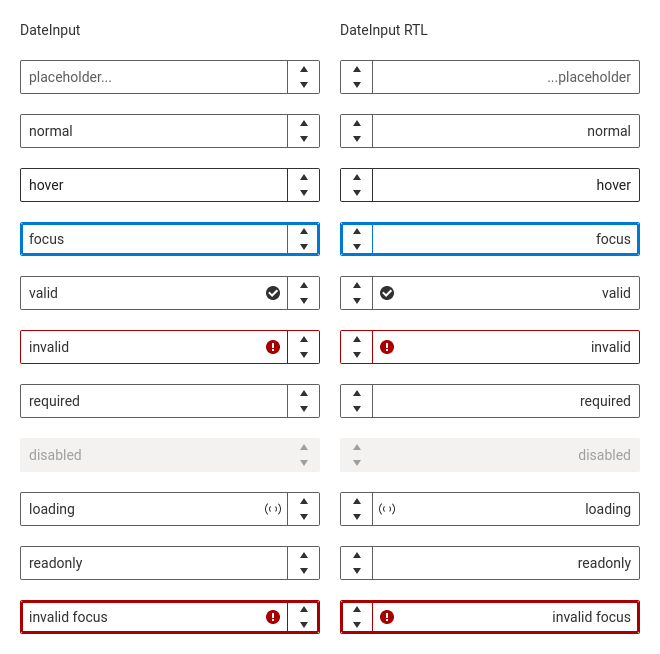 DateInput
DateInput RTL
placeholder...
...placeholder
normal
normal
hover
hover
focus
focus
valid
valid
invalid
invalid
required
required
disabled
disabled
loading
loading
readonly
readonly
invalid focus
invalid focus